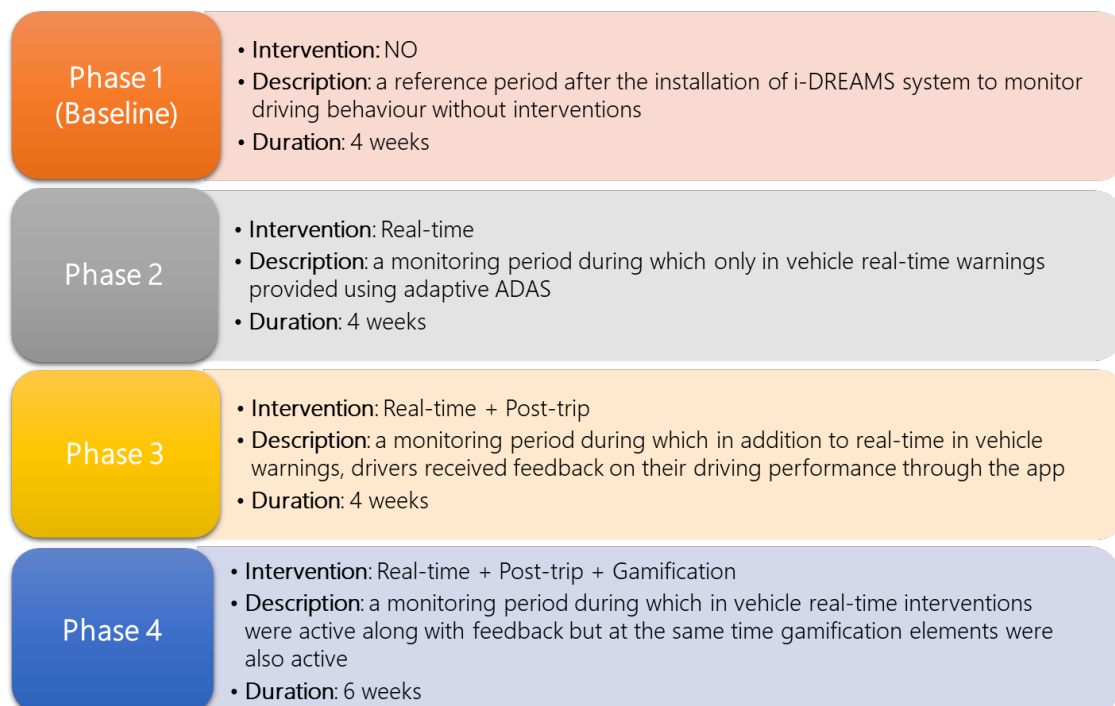 Phase 1
(Baseline)
• Intervention: NO
• Description: a reference period after the installation of i-DREAMS system to monitor
driving behaviour without interventions
• Duration: 4 weeks
Phase 2
• Intervention: Real-time
• Description: a monitoring period during which only in vehicle real-time warnings
provided using adaptive ADAS
• Duration: 4 weeks
Phase 3
• Intervention: Real-time + Post-trip
• Description: a monitoring period during which in addition to real-time in vehicle
warnings, drivers received feedback on their driving performance through the app
• Duration: 4 weeks
Phase 4
• Intervention: Real-time + Post-trip + Gamification
• Description: a monitoring period during which in vehicle real-time interventions
were active along with feedback but at the same time gamification elements were
also active
• Duration: 6 weeks